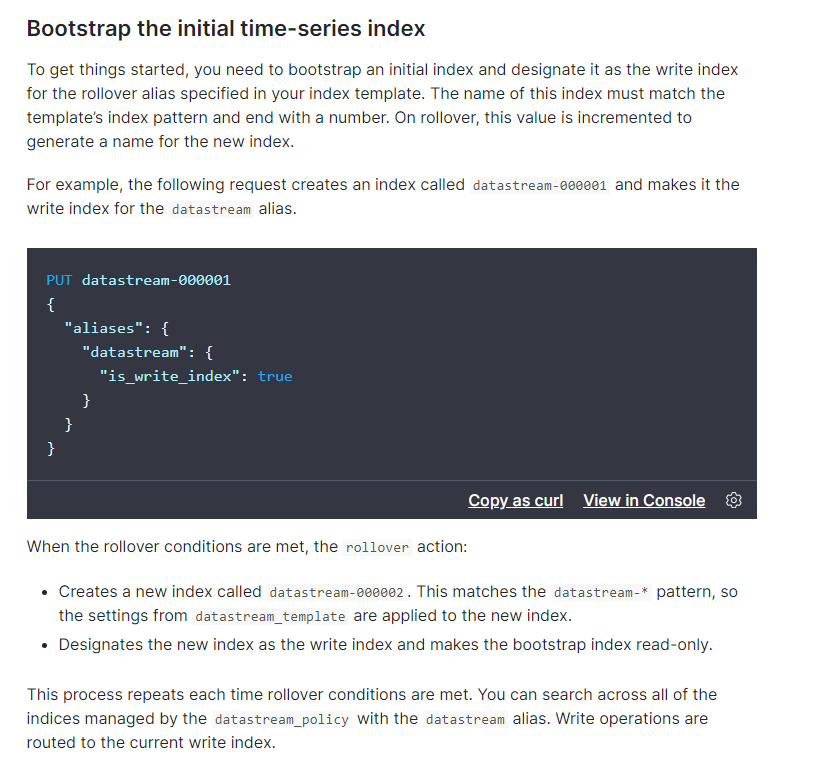 Bootstrap the initial time-series index
To get things started, you need to bootstrap an initial index and designate it as the write index
for the rollover alias specified in your index template. The name of this index must match the
template’s index pattern and end with a number. On rollover, this value is incremented to
generate a name for the new index.
For example, the following request creates an index called datastream-000001 and makes it the
write index for the datastream alias.
PUT datastream-000001
{
  "aliases": {
    "datastream": {
      "is_write_index": true
    }
  }
}
Copy as curl View in Console
When the rollover conditions are met, the rollover action:
• Creates a new index called datastream-000002. This matches the datastream-* pattern, so
the settings from datastream_template are applied to the new index.
• Designates the new index as the write index and makes the bootstrap index read-only.
This process repeats each time rollover conditions are met. You can search across all of the
indices managed by the datastream_policy with the datastream alias. Write operations are
routed to the current write index.